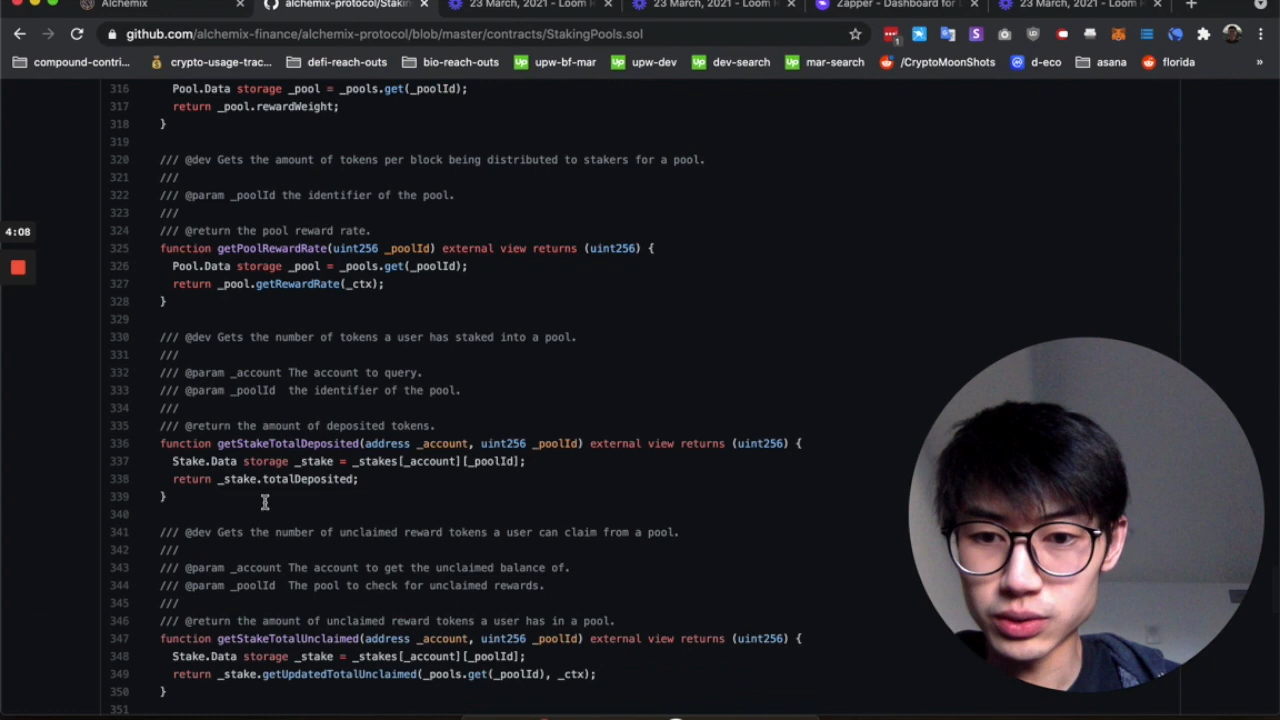 Alchemix
alchemix-protocol/Stakin
23 March, 2021 - Loom
23 March, 2021 - Loom
Zapper - Dashboard for
23 March, 2021 - Loom
github.com/alchemix-finance/alchemix-protocol/blob/master/contracts/StakingPools.sol
compound-contri... crypto-usage-trac... defi-reach-outs bio-reach-outs upw-bf-mar upw-dev dev-search mar-search /CryptoMoonShots d-eco asana florida »
4:08
316 Pool.Data storage _pool = _pools.get(_poolId);
317 return _pool.rewardWeight;
318 }
319
320 /// @dev Gets the amount of tokens per block being distributed to stakers for a pool.
321 ///
322 /// @param _poolId the identifier of the pool.
323 ///
324 /// @return the pool reward rate.
325 function getPoolRewardRate(uint256 _poolId) external view returns (uint256) {
326 Pool.Data storage _pool = _pools.get(_poolId);
327 return _pool.getRewardRate(_ctx);
328 }
329
330 /// @dev Gets the number of tokens a user has staked into a pool.
331 ///
332 /// @param _account The account to query.
333 /// @param _poolId  the identifier of the pool.
334 ///
335 /// @return the amount of deposited tokens.
336 function getStakeTotalDeposited(address _account, uint256 _poolId) external view returns (uint256) {
337 Stake.Data storage _stake = _stakes[_account][_poolId];
338 return _stake.totalDeposited;
339 }
340
341 /// @dev Gets the number of unclaimed reward tokens a user can claim from a pool.
342 ///
343 /// @param _account The account to get the unclaimed balance of.
344 /// @param _poolId  The pool to check for unclaimed rewards.
345 ///
346 /// @return the amount of unclaimed reward tokens a user has in a pool.
347 function getStakeTotalUnclaimed(address _account, uint256 _poolId) external view returns (uint256) {
348 Stake.Data storage _stake = _stakes[_account][_poolId];
349 return _stake.getUpdatedTotalUnclaimed(_pools.get(_poolId), _ctx);
350 }
351